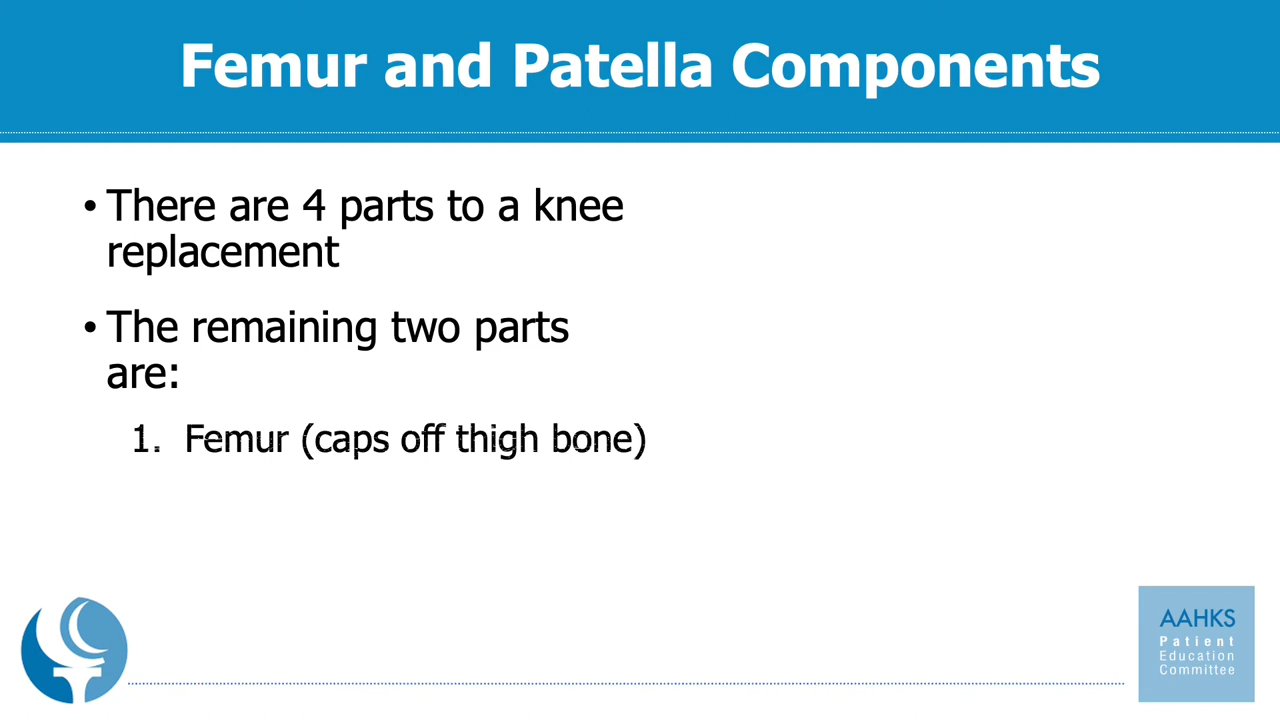 Femur and Patella Components
• There are 4 parts to a knee
replacement
• The remaining two parts
are:
1. Femur (caps off thigh bone)
AAHKS
Patient
Education
Committee